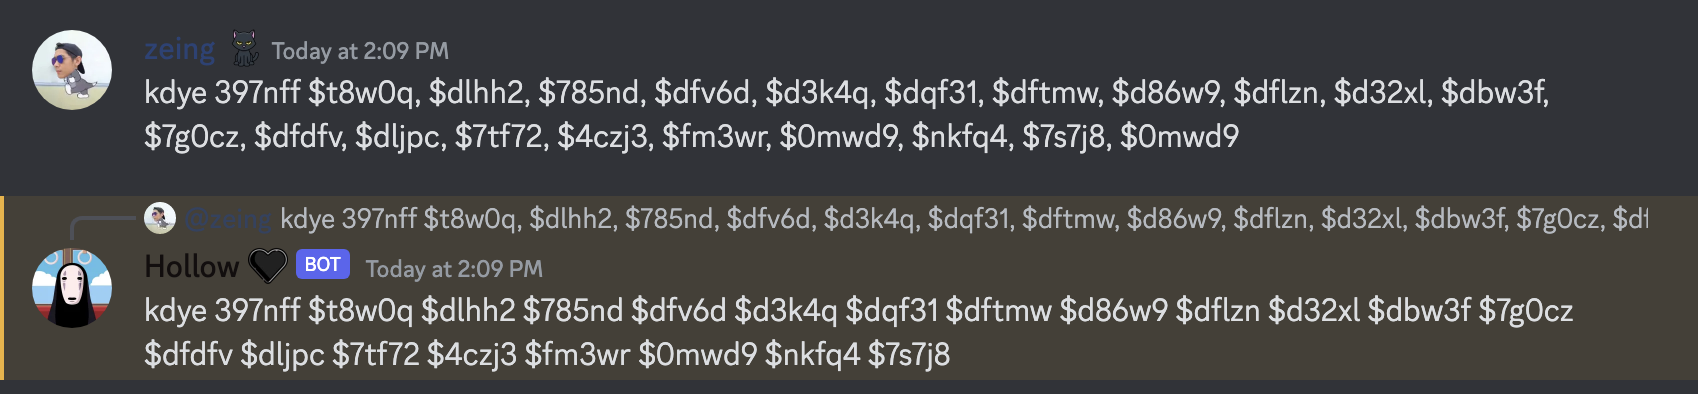 zeing Today at 2:09 PM
kdye 397nff $t8w0q, $dlhh2, $785nd, $dfv6d, $d3k4q, $dqf31, $dftmw, $d86w9, $dflzn, $d32xl, $dbw3f,
$7g0cz, $dfdfv, $dljpc, $7tf72, $4czj3, $fm3wr, $0mwd9, $nkfq4, $7s7j8, $0mwd9
@zeing kdye 397nff $t8w0q, $dlhh2, $785nd, $dfv6d, $d3k4q, $dqf31, $dftmw, $d86w9, $dflzn, $d32xl, $dbw3f, $7g0cz, $df
Hollow BOT Today at 2:09 PM
kdye 397nff $t8w0q $dlhh2 $785nd $dfv6d $d3k4q $dqf31 $dftmw $d86w9 $dflzn $d32xl $dbw3f $7g0cz
$dfdfv $dljpc $7tf72 $4czj3 $fm3wr $0mwd9 $nkfq4 $7s7j8